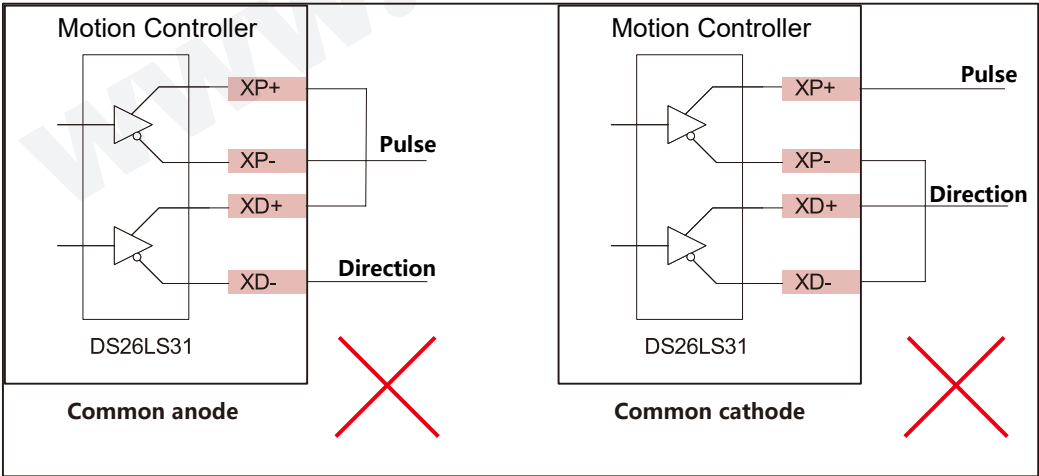 Motion Controller
XP+
XP-
Pulse
XD+
XD-
Direction
DS26LS31
Common anode
Motion Controller
XP+
Pulse
XP-
XD+
Direction
XD-
DS26LS31
Common cathode
www.